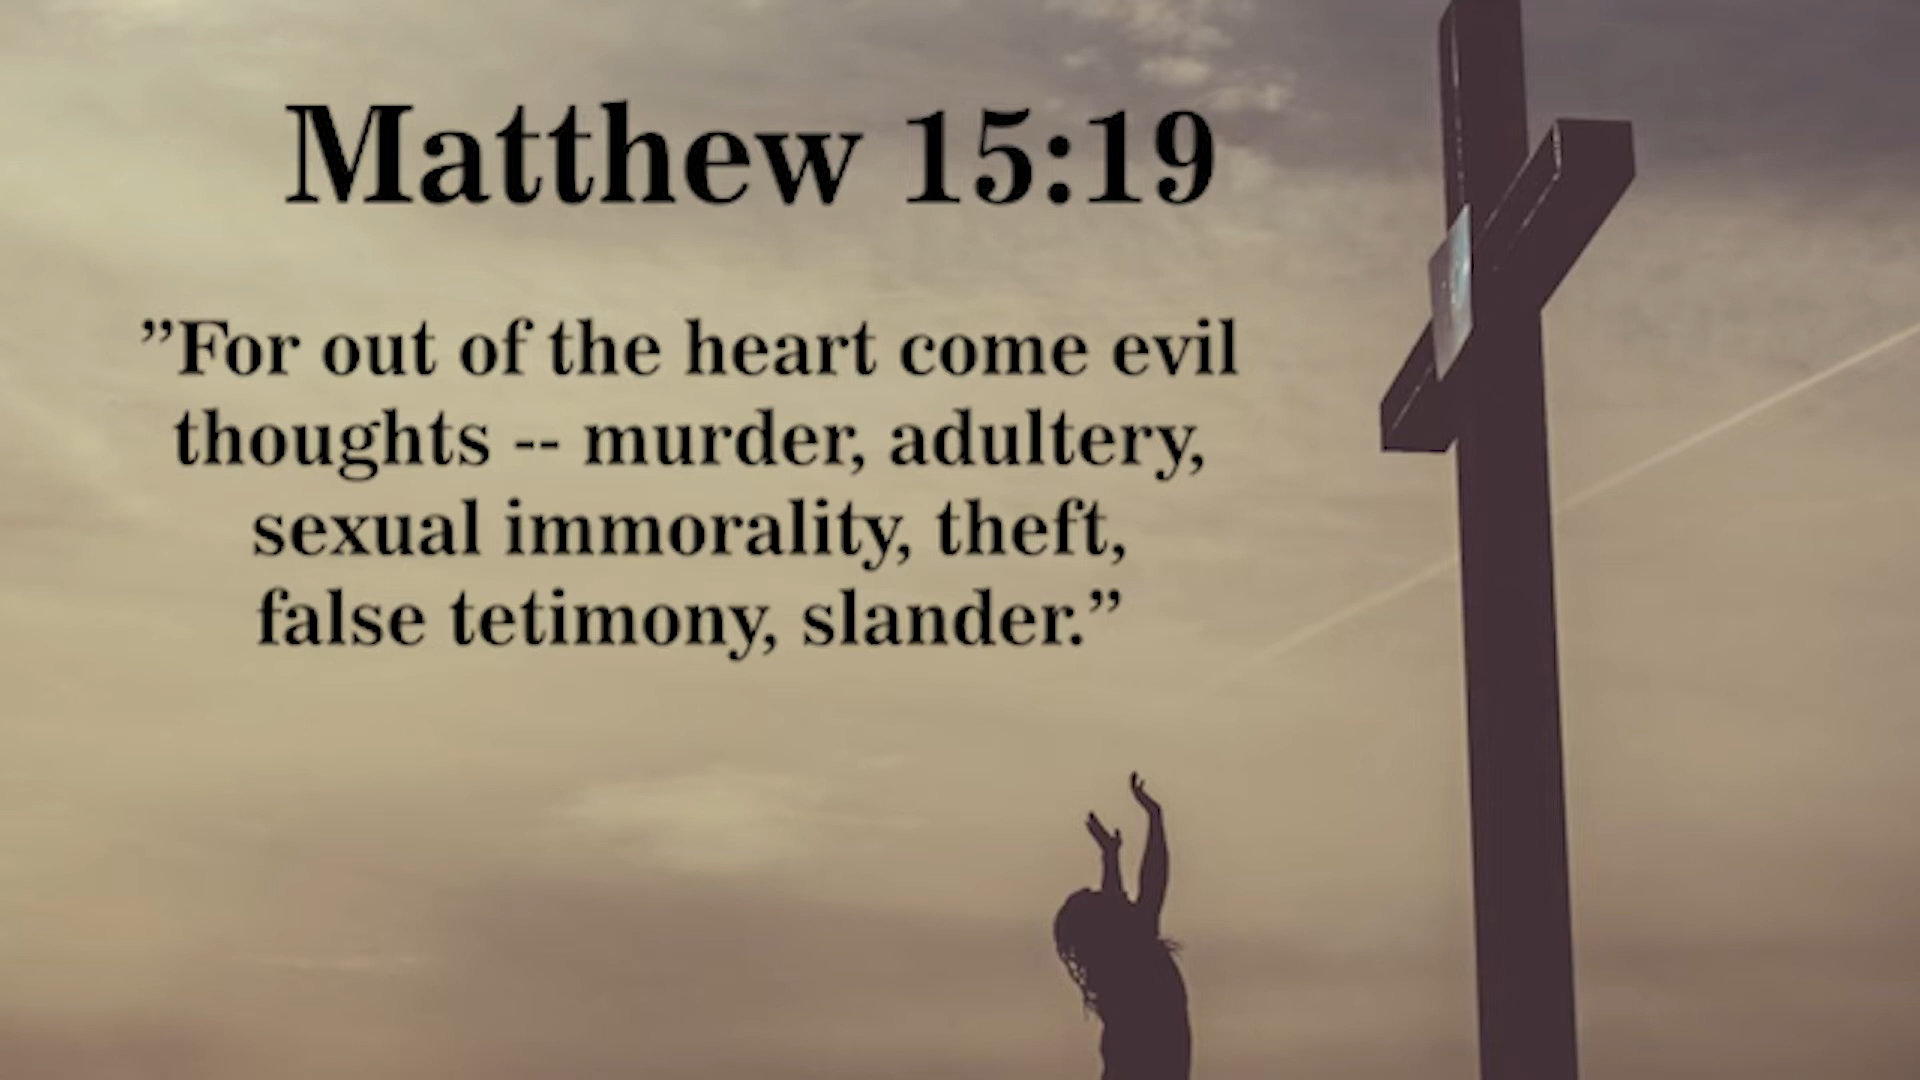 Matthew 15:19
”For out of the heart come evil
thoughts -- murder, adultery,
sexual immorality, theft,
false tetimony, slander.”